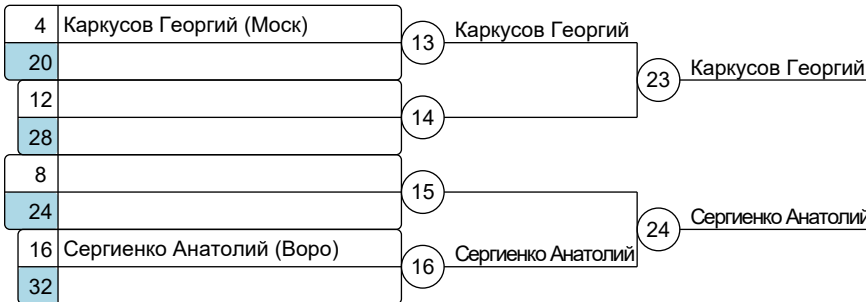 4 Каркусов Георгий (Моск)
13 Каркусов Георгий
20
23 Каркусов Георгий
12
14
28
8
15
24
24 Сергиенко Анатолий
16 Сергиенко Анатолий (Воро)
16 Сергиенко Анатолий
32